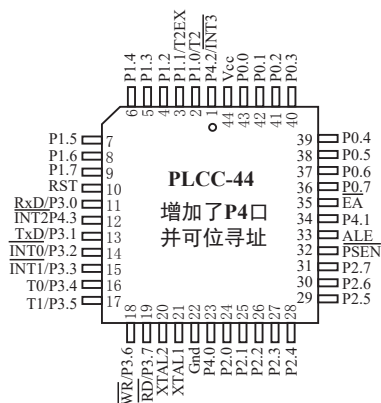 P1.4
P1.3
P1.2
P1.1/T2EX
P1.0/T2
P4.2/INT3
Vcc
P0.0
P0.1
P0.2
P0.3
6
5
4
3
2
1
44
43
42
41
40
P1.5 7
P1.6 8
P1.7 9
RST 10
RxD/P3.0 11
INT2P4.3 12
TxD/P3.1 13
INT0/P3.2 14
INT1/P3.3 15
T0/P3.4 16
T1/P3.5 17
PLCC-44
增加了P4口
并可位寻址
39 P0.4
38 P0.5
37 P0.6
36 P0.7
35 EA
34 P4.1
33 ALE
32 PSEN
31 P2.7
30 P2.6
29 P2.5
18
19
20
21
22
23
24
25
26
27
28
WR/P3.6
RD/P3.7
XTAL2
XTAL1
Gnd
P4.0
P2.0
P2.1
P2.2
P2.3
P2.4